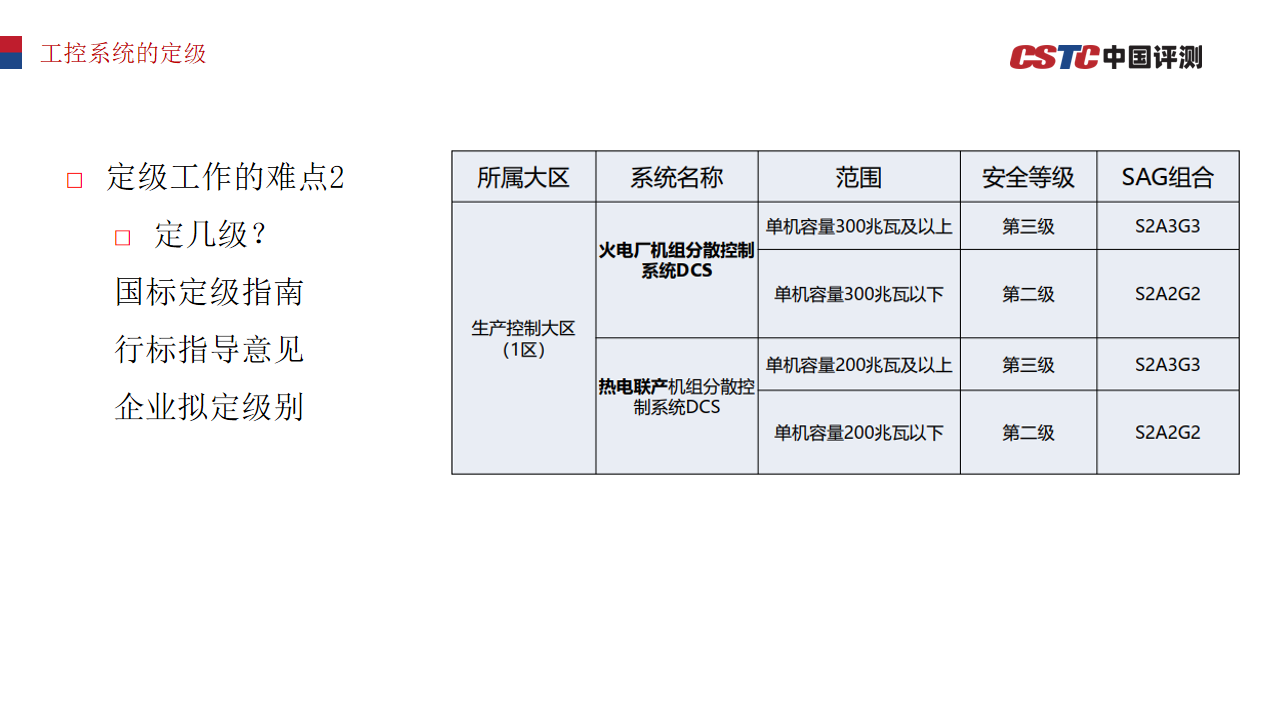 工控系统的定级
CSTC中国评测
定级工作的难点2
定几级？
国标定级指南
行标指导意见
企业拟定级别
所属大区 系统名称 范围 安全等级 SAG组合
生产控制大区
（1区）
火电厂机组分散控制
系统DCS
单机容量300兆瓦及以上 第三级 S2A3G3
单机容量300兆瓦以下 第二级 S2A2G2
热电联产机组分散控
制系统DCS
单机容量200兆瓦及以上 第三级 S2A3G3
单机容量200兆瓦以下 第二级 S2A2G2